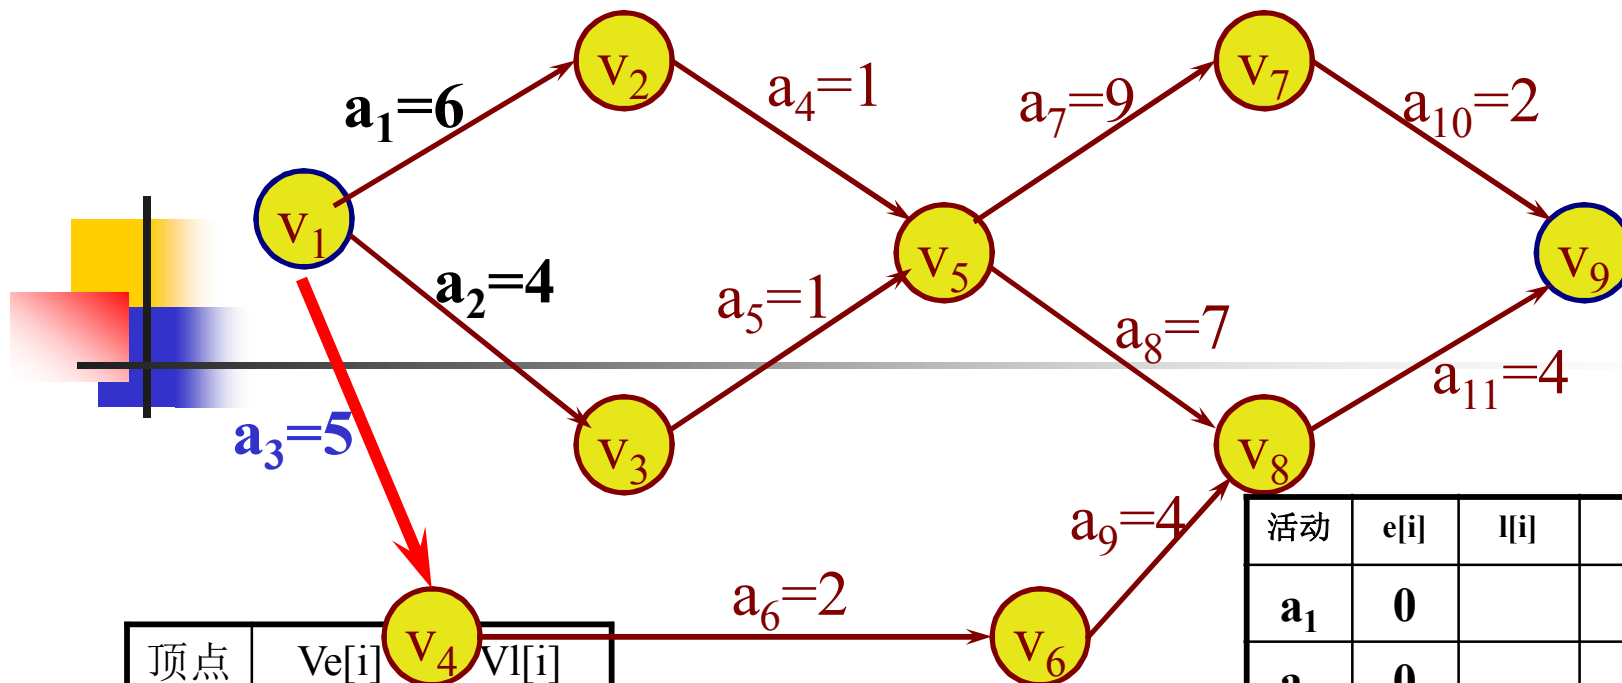 v₂
v₇
a₁=6
a₄=1
a₇=9
a₁₀=2
v₁
v₅
v₉
a₂=4
a₅=1
a₈=7
a₁₁=4
a₃=5
v₃
v₈
a₉=4
活动 e[i] l[i]
a₁ 0
a₆=2
顶点 Ve[i] v₄ Vl[i]
v₆